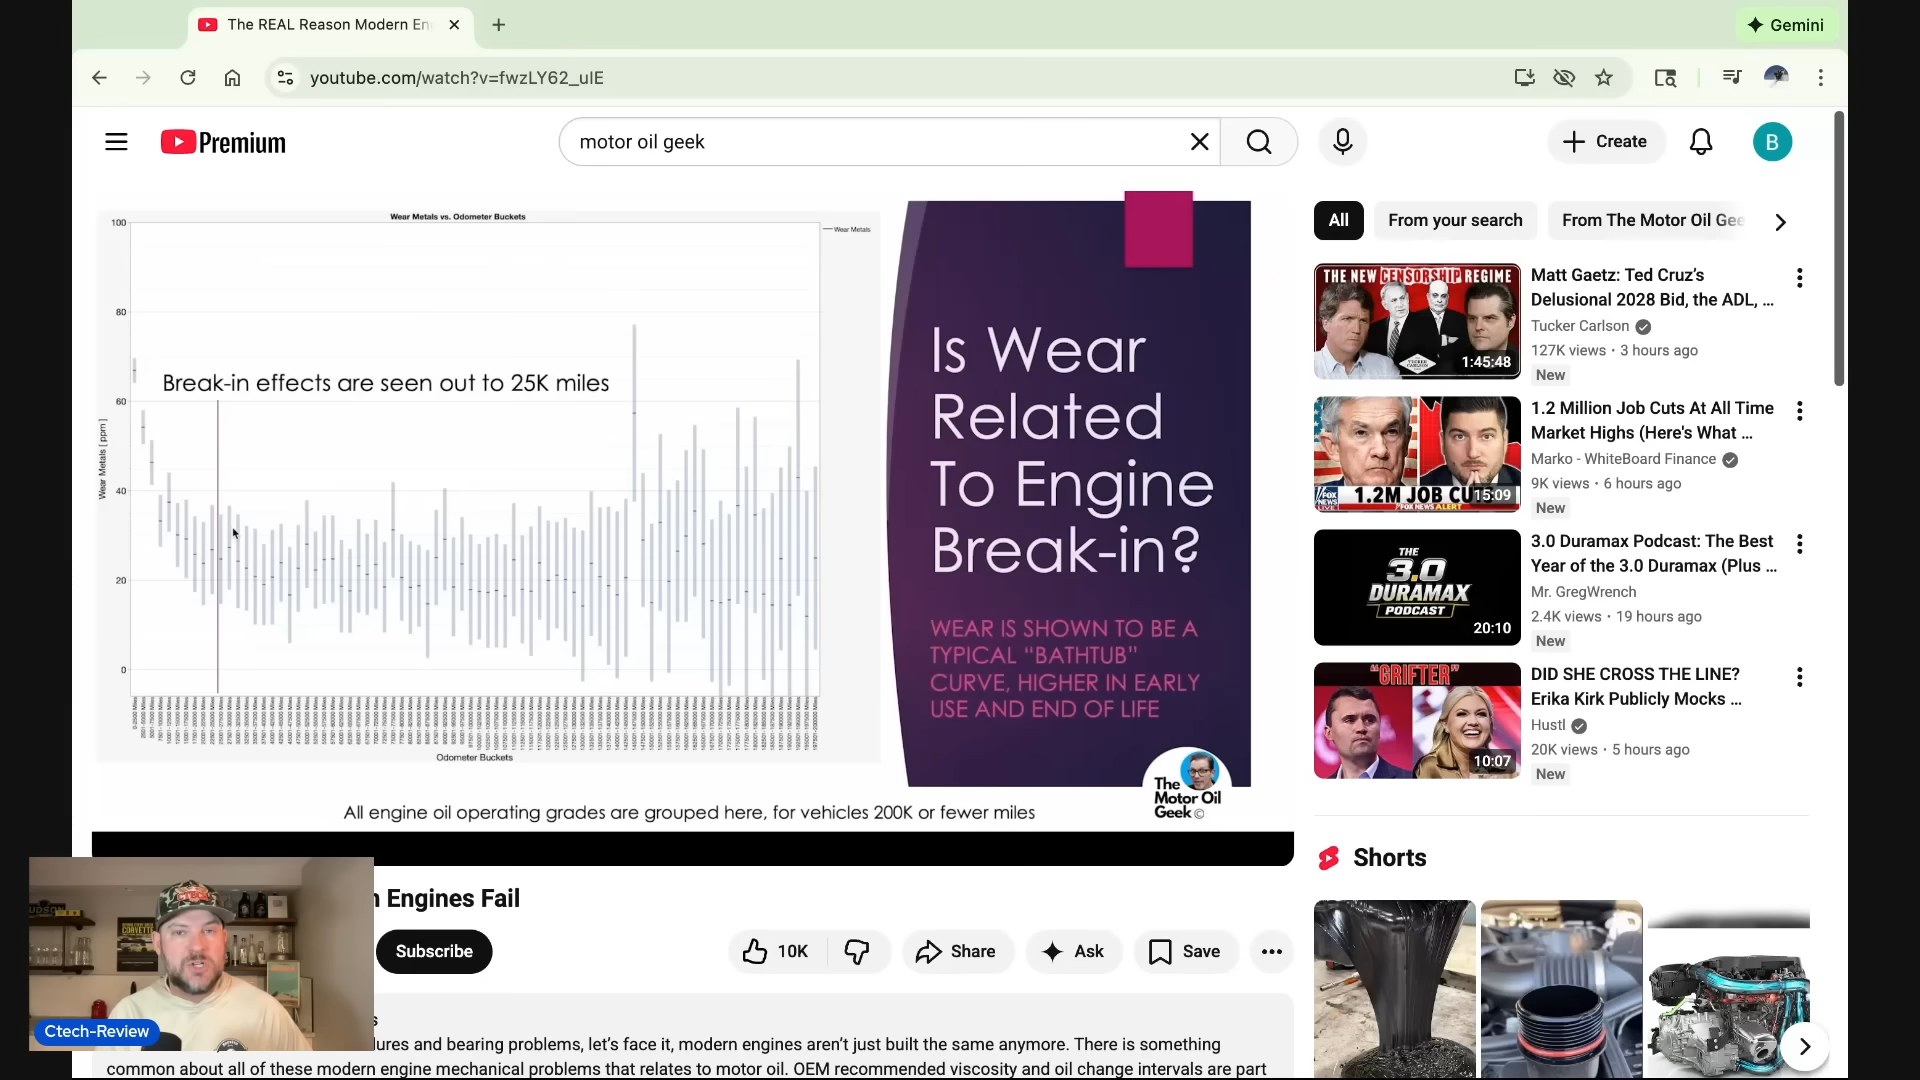 The REAL Reason Modern En
Gemini
youtube.com/watch?v=fwzLY62_uIE
Premium
motor oil geek
Create
B
Wear Metals vs. Odometer Buckets
Wear Metals
100
80
60
40
20
0
Wear Metals [ ppm ]
Break-in effects are seen out to 25K miles
Odometer Buckets
All engine oil operating grades are grouped here, for vehicles 200K or fewer miles
Is Wear
Related
To Engine
Break-in?
WEAR IS SHOWN TO BE A
TYPICAL “BATHTUB”
CURVE, HIGHER IN EARLY
USE AND END OF LIFE
The
Motor Oil
Geek ©
All
From your search
From The Motor Oil Gee
THE NEW CENSORSHIP REGIME
1:45:48
Matt Gaetz: Ted Cruz’s
Delusional 2028 Bid, the ADL, ...
Tucker Carlson
127K views • 3 hours ago
New
1.2M JOB CU
FOX NEWS ALERT
15:09
1.2 Million Job Cuts At All Time
Market Highs (Here's What ...
Marko - WhiteBoard Finance
9K views • 6 hours ago
New
THE
3.0
DURAMAX
PODCAST
20:10
3.0 Duramax Podcast: The Best
Year of the 3.0 Duramax (Plus ...
Mr. GregWrench
2.4K views • 19 hours ago
New
"GRIFTER"
10:07
DID SHE CROSS THE LINE?
Erika Kirk Publicly Mocks ...
Hustl
20K views • 5 hours ago
New
Shorts
n Engines Fail
Subscribe
10K
Share
Ask
Save
CORVETTE
Ctech-Review
s
lures and bearing problems, let’s face it, modern engines aren’t just built the same anymore. There is something
common about all of these modern engine mechanical problems that relates to motor oil. OEM recommended viscosity and oil change intervals are part